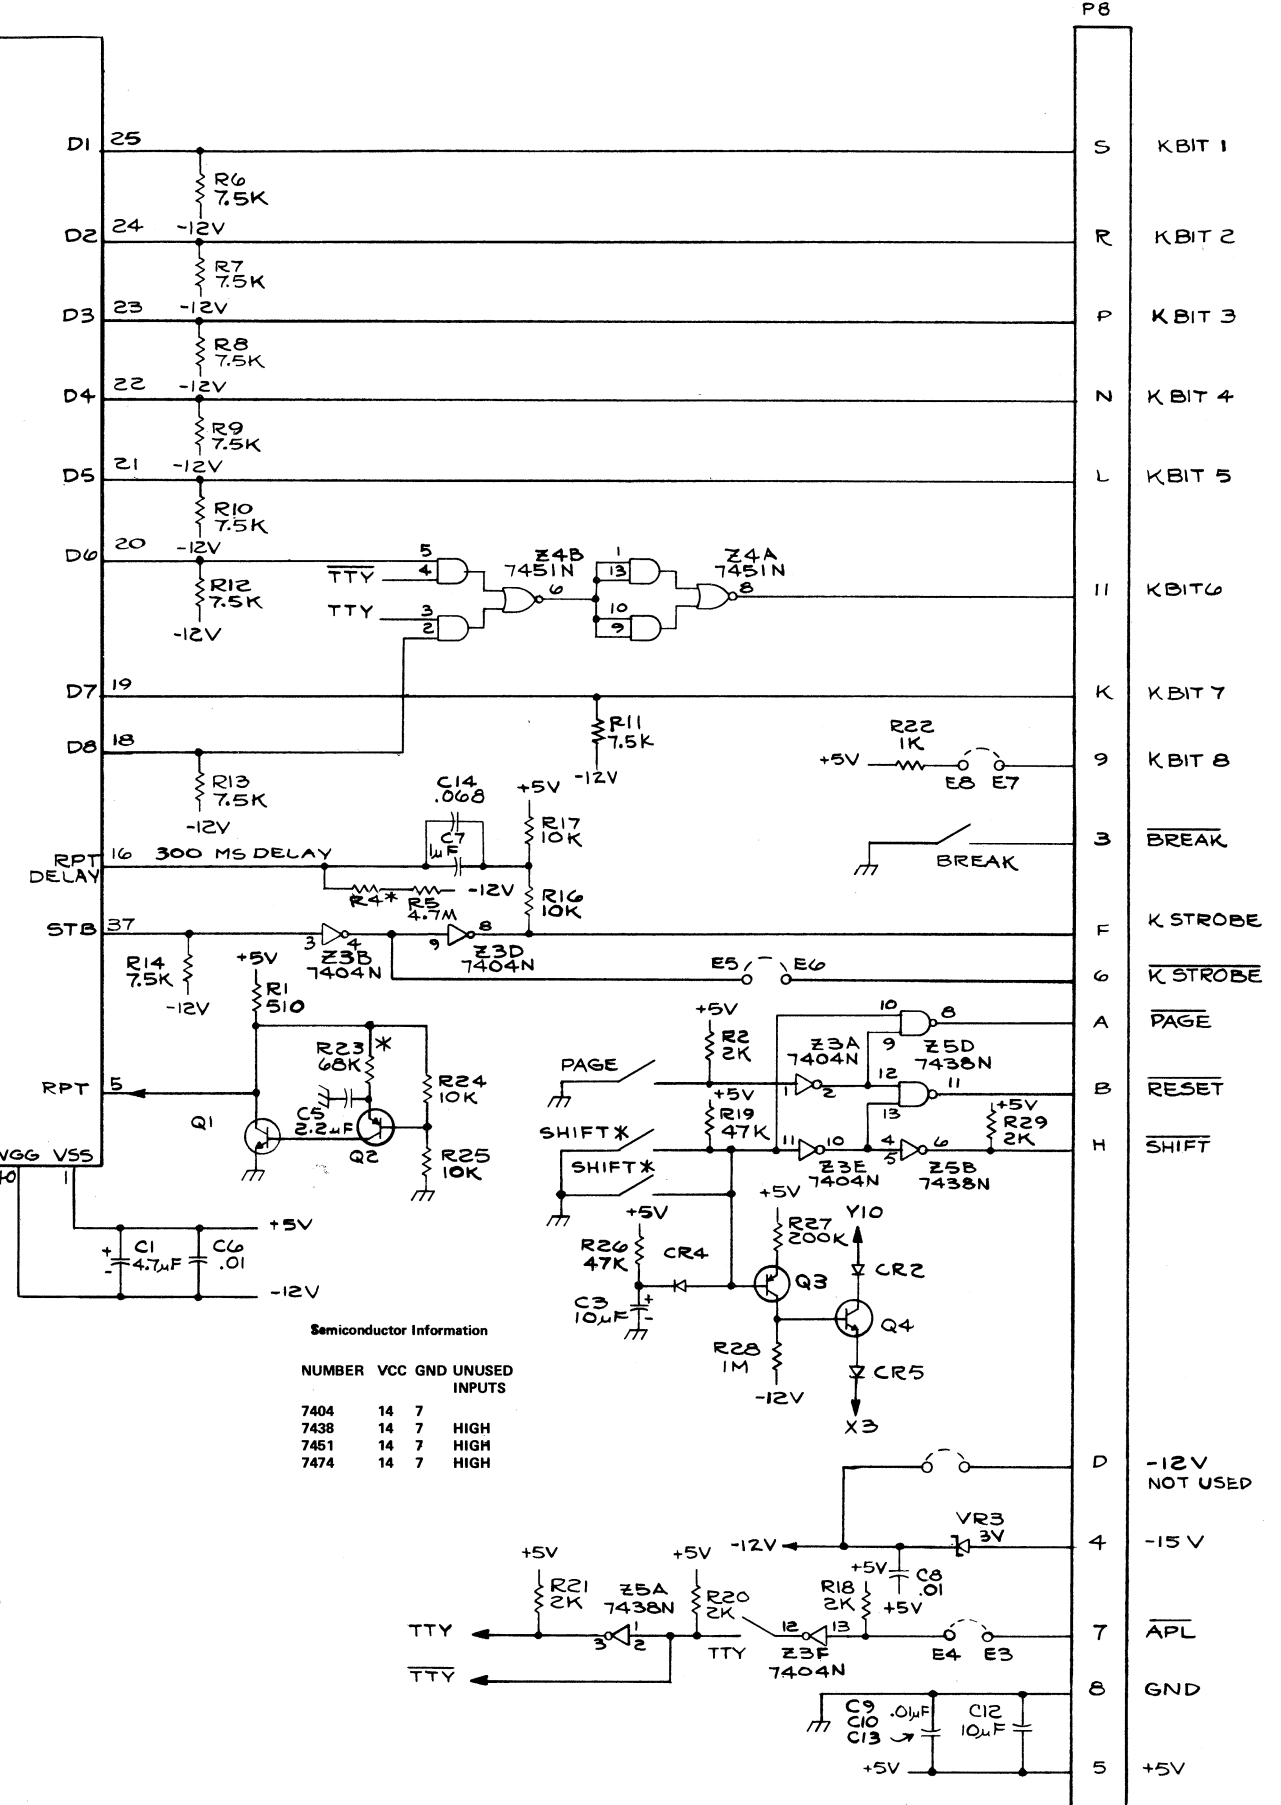 P8
D1 25 S KBIT 1
R6
7.5K
D2 24 -12V R KBIT 2
R7
7.5K
D3 23 -12V P KBIT 3
R8
7.5K
D4 22 -12V N KBIT 4
R9
7.5K
D5 21 -12V L KBIT 5
R10
7.5K
D6 20 -12V 5 Z4B 1 Z4A
TTY 4 7451N 13 7451N
R12 6 8 11 KBIT6
7.5K TTY 3 10
-12V 2 9
D7 19 K KBIT 7
R11
7.5K
D8 18 R22
1K
R13 -12V +5V E8 E7 9 KBIT 8
7.5K C14
.068 +5V
-12V C7 R17
1µF 10K 3 BREAK
RPT 16 300 MS DELAY BREAK
DELAY
R4* R5 -12V R16
4.7M 10K
STB 37 3 4 9 8 F K STROBE
Z3B Z3D
7404N 7404N
R14 +5V E5 E6 6 K STROBE
7.5K R1
-12V 510 +5V 10 8 A PAGE
R23 * R2 Z3A 9 Z5D
68K 2K 7404N 7438N
PAGE 12
RPT 5 R24 1 2 11 B RESET
10K +5V 13 +5V
C5 R19 R29
Q1 2.2µF SHIFT* 47K 2K
Q2 11 10 4 6 H SHIFT
5
VGG VSS R25 SHIFT* Z3E Z5B
40 1 10K 7404N 7438N
+5V
+5V +5V R27 Y10
C1 C6 R26 CR4 200K
+ 4.7µF .01 47K CR2
- Q3
-12V C3 +
10µF - Q4
Semiconductor Information
R28
1M CR5
NUMBER VCC GND UNUSED
INPUTS
-12V
7404 14 7 X3
7438 14 7 HIGH
7451 14 7 HIGH
7474 14 7 HIGH
D -12V
NOT USED
VR3
3V
-12V 4 -15V
+5V +5V +5V C8
.01
R21 Z5A R20 R18 +5V
2K 7438N 2K 2K
TTY 3 1 12 13 7 APL
2 TTY Z3F E4 E3
7404N
TTY
8 GND
C9 .01µF C12
C10 10µF
C13
+5V 5 +5V